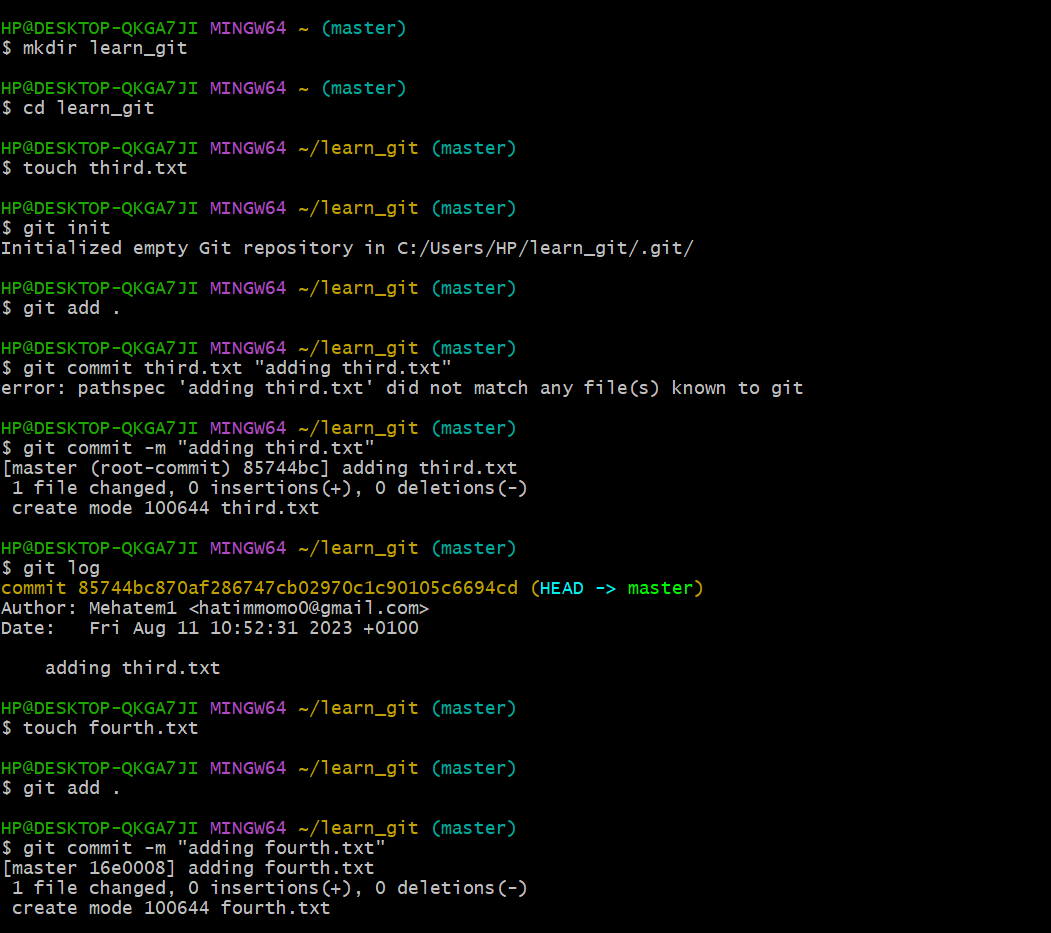 HP@DESKTOP-QKGA7JI MINGW64 ~ (master)
$ mkdir learn_git
HP@DESKTOP-QKGA7JI MINGW64 ~ (master)
$ cd learn_git
HP@DESKTOP-QKGA7JI MINGW64 ~/learn_git (master)
$ touch third.txt
HP@DESKTOP-QKGA7JI MINGW64 ~/learn_git (master)
$ git init
Initialized empty Git repository in C:/Users/HP/learn_git/.git/
HP@DESKTOP-QKGA7JI MINGW64 ~/learn_git (master)
$ git add .
HP@DESKTOP-QKGA7JI MINGW64 ~/learn_git (master)
$ git commit third.txt "adding third.txt"
error: pathspec 'adding third.txt' did not match any file(s) known to git
HP@DESKTOP-QKGA7JI MINGW64 ~/learn_git (master)
$ git commit -m "adding third.txt"
[master (root-commit) 85744bc] adding third.txt
 1 file changed, 0 insertions(+), 0 deletions(-)
 create mode 100644 third.txt
HP@DESKTOP-QKGA7JI MINGW64 ~/learn_git (master)
$ git log
commit 85744bc870af286747cb02970c1c90105c6694cd (HEAD -> master)
Author: Mehatem1 <hatimmomo0@gmail.com>
Date:   Fri Aug 11 10:52:31 2023 +0100
    adding third.txt
HP@DESKTOP-QKGA7JI MINGW64 ~/learn_git (master)
$ touch fourth.txt
HP@DESKTOP-QKGA7JI MINGW64 ~/learn_git (master)
$ git add .
HP@DESKTOP-QKGA7JI MINGW64 ~/learn_git (master)
$ git commit -m "adding fourth.txt"
[master 16e0008] adding fourth.txt
 1 file changed, 0 insertions(+), 0 deletions(-)
 create mode 100644 fourth.txt